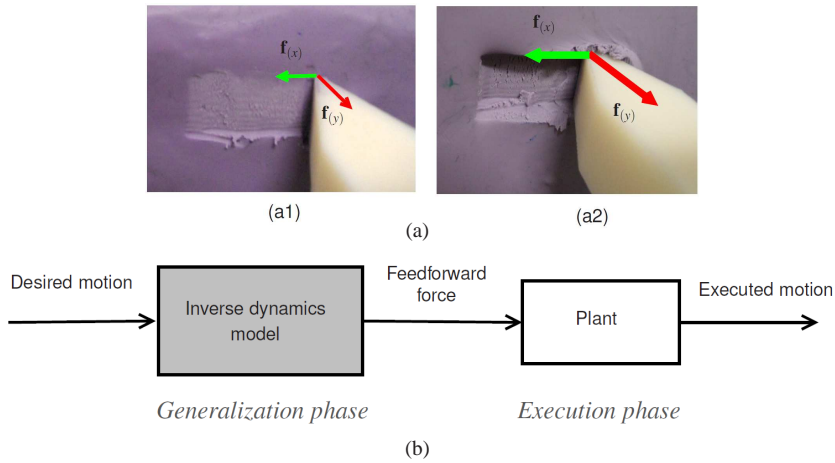 f(x)
f(y)
f(x)
f(y)
(a1)
(a2)
(a)
Desired motion
Inverse dynamics
model
Feedforward
force
Plant
Executed motion
Generalization phase
Execution phase
(b)